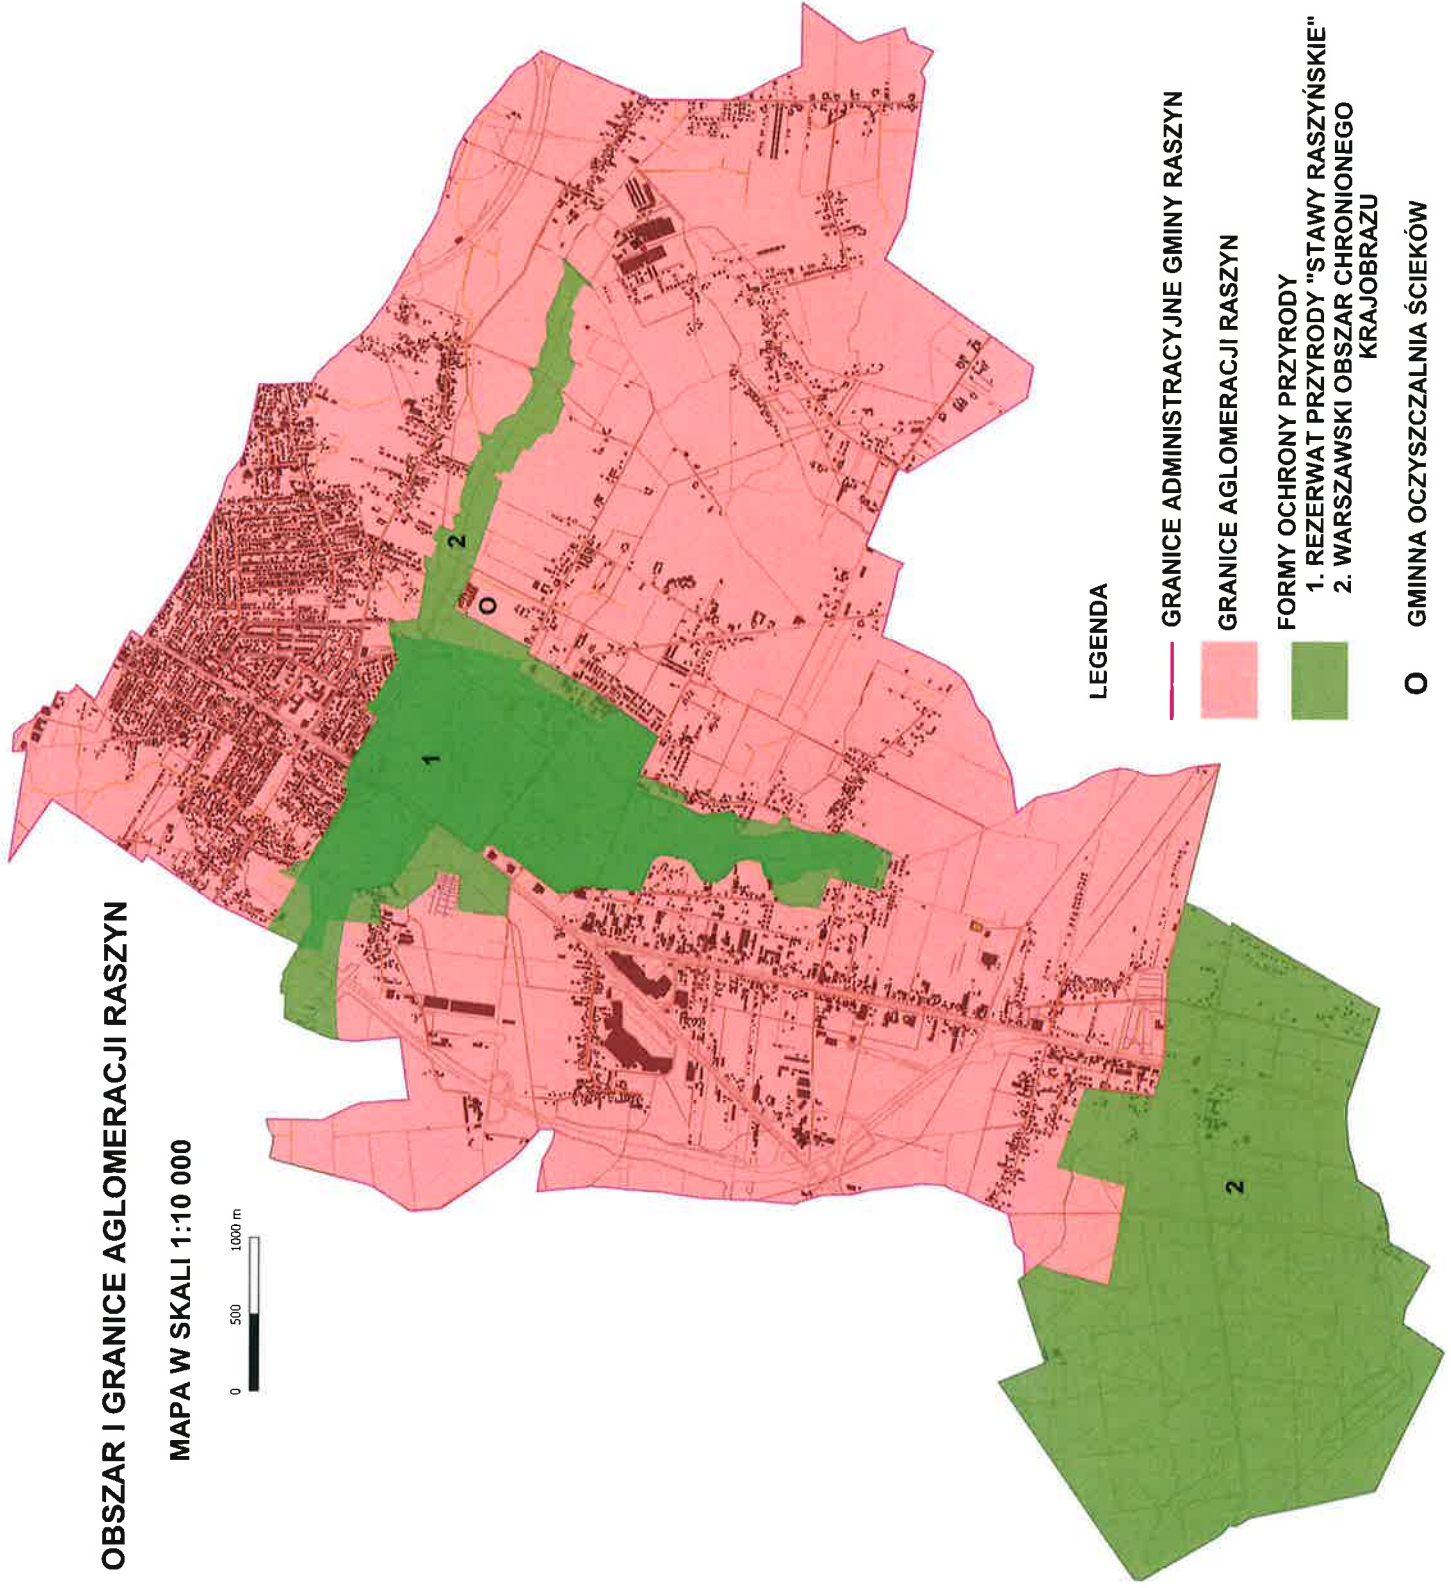 OBSZAR I GRANICE AGLOMERACJI RASZYN
MAPA W SKALI 1:10 000
0 500 1000 m
1
2
O
2
LEGENDA
GRANICE ADMINISTRACYJNE GMINY RASZYN
GRANICE AGLOMERACJI RASZYN
FORMY OCHRONY PRZYRODY
1. REZERWAT PRZYRODY "STAWY RASZYŃSKIE"
2. WARSZAWSKI OBSZAR CHRONIONEGO
KRAJOBRAZU
O GMINNA OCZYSZCZALNIA ŚCIEKÓW